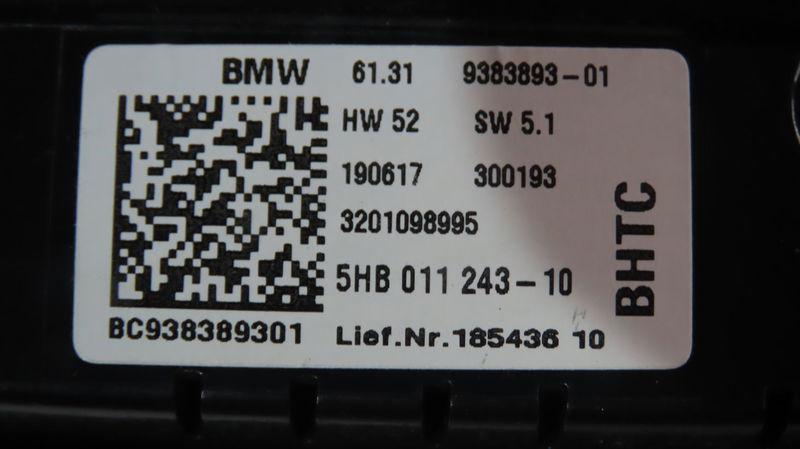 BMW 61.31 9383893-01
HW 52 SW 5.1
190617 300193
3201098995
5HB 011 243-10
BC938389301 Lief.Nr.185436 10
BHTC